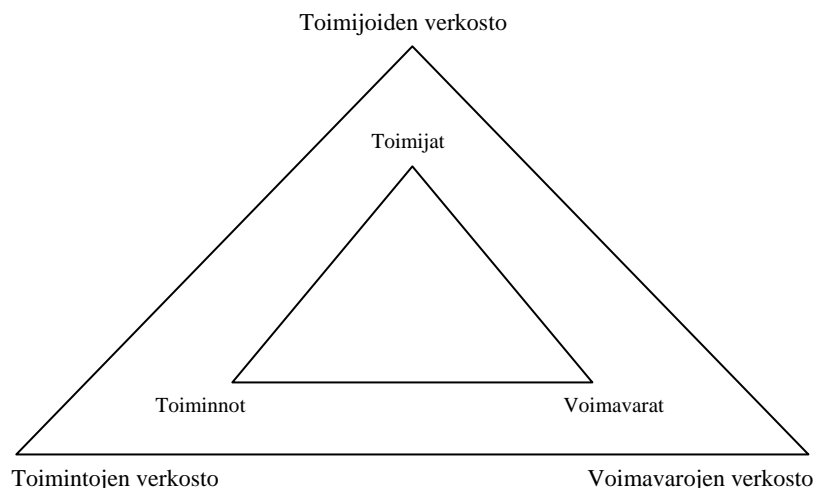 Toimijoiden verkosto
Toimijat
Toiminnot
Voimavarat
Toimintojen verkosto
Voimavarojen verkosto